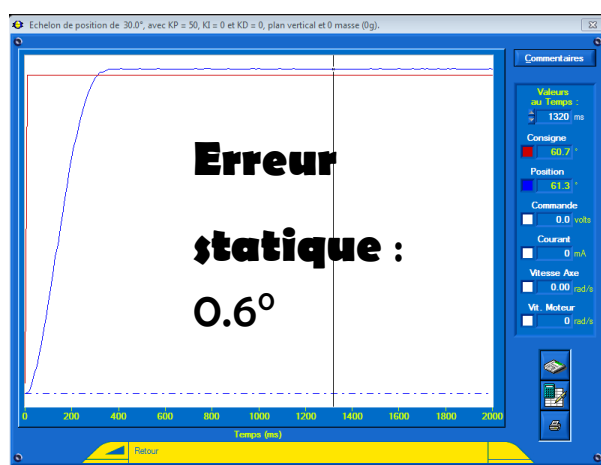 Echelon de position de 30.0°, avec KP = 50, KI = 0 et KD = 0, plan vertical et 0 masse (0g).
Commentaires
Valeurs
au Temps :
1320 ms
Consigne
60.7 °
Position
61.3 °
Commande
0.0 volts
Courant
0 mA
Vitesse Axe
0.00 rad/s
Vit. Moteur
0 rad/s
Erreur
statique :
0.6°
0 200 400 600 800 1000 1200 1400 1600 1800 2000
Temps (ms)
Retour